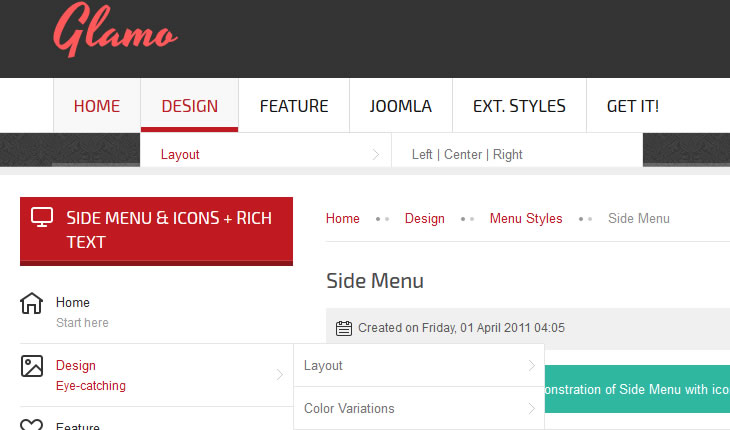 Glamo
HOME DESIGN FEATURE JOOMLA EXT. STYLES GET IT!
Layout Left | Center | Right
SIDE MENU & ICONS + RICH
TEXT
Home
Start here
Design
Eye-catching
Feature
Home Design Menu Styles Side Menu
Side Menu
Created on Friday, 01 April 2011 04:05
Layout
Color Variations
onstration of Side Menu with ico